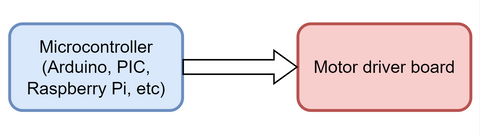 Microcontroller
(Arduino, PIC,
Raspberry Pi, etc)
Motor driver board